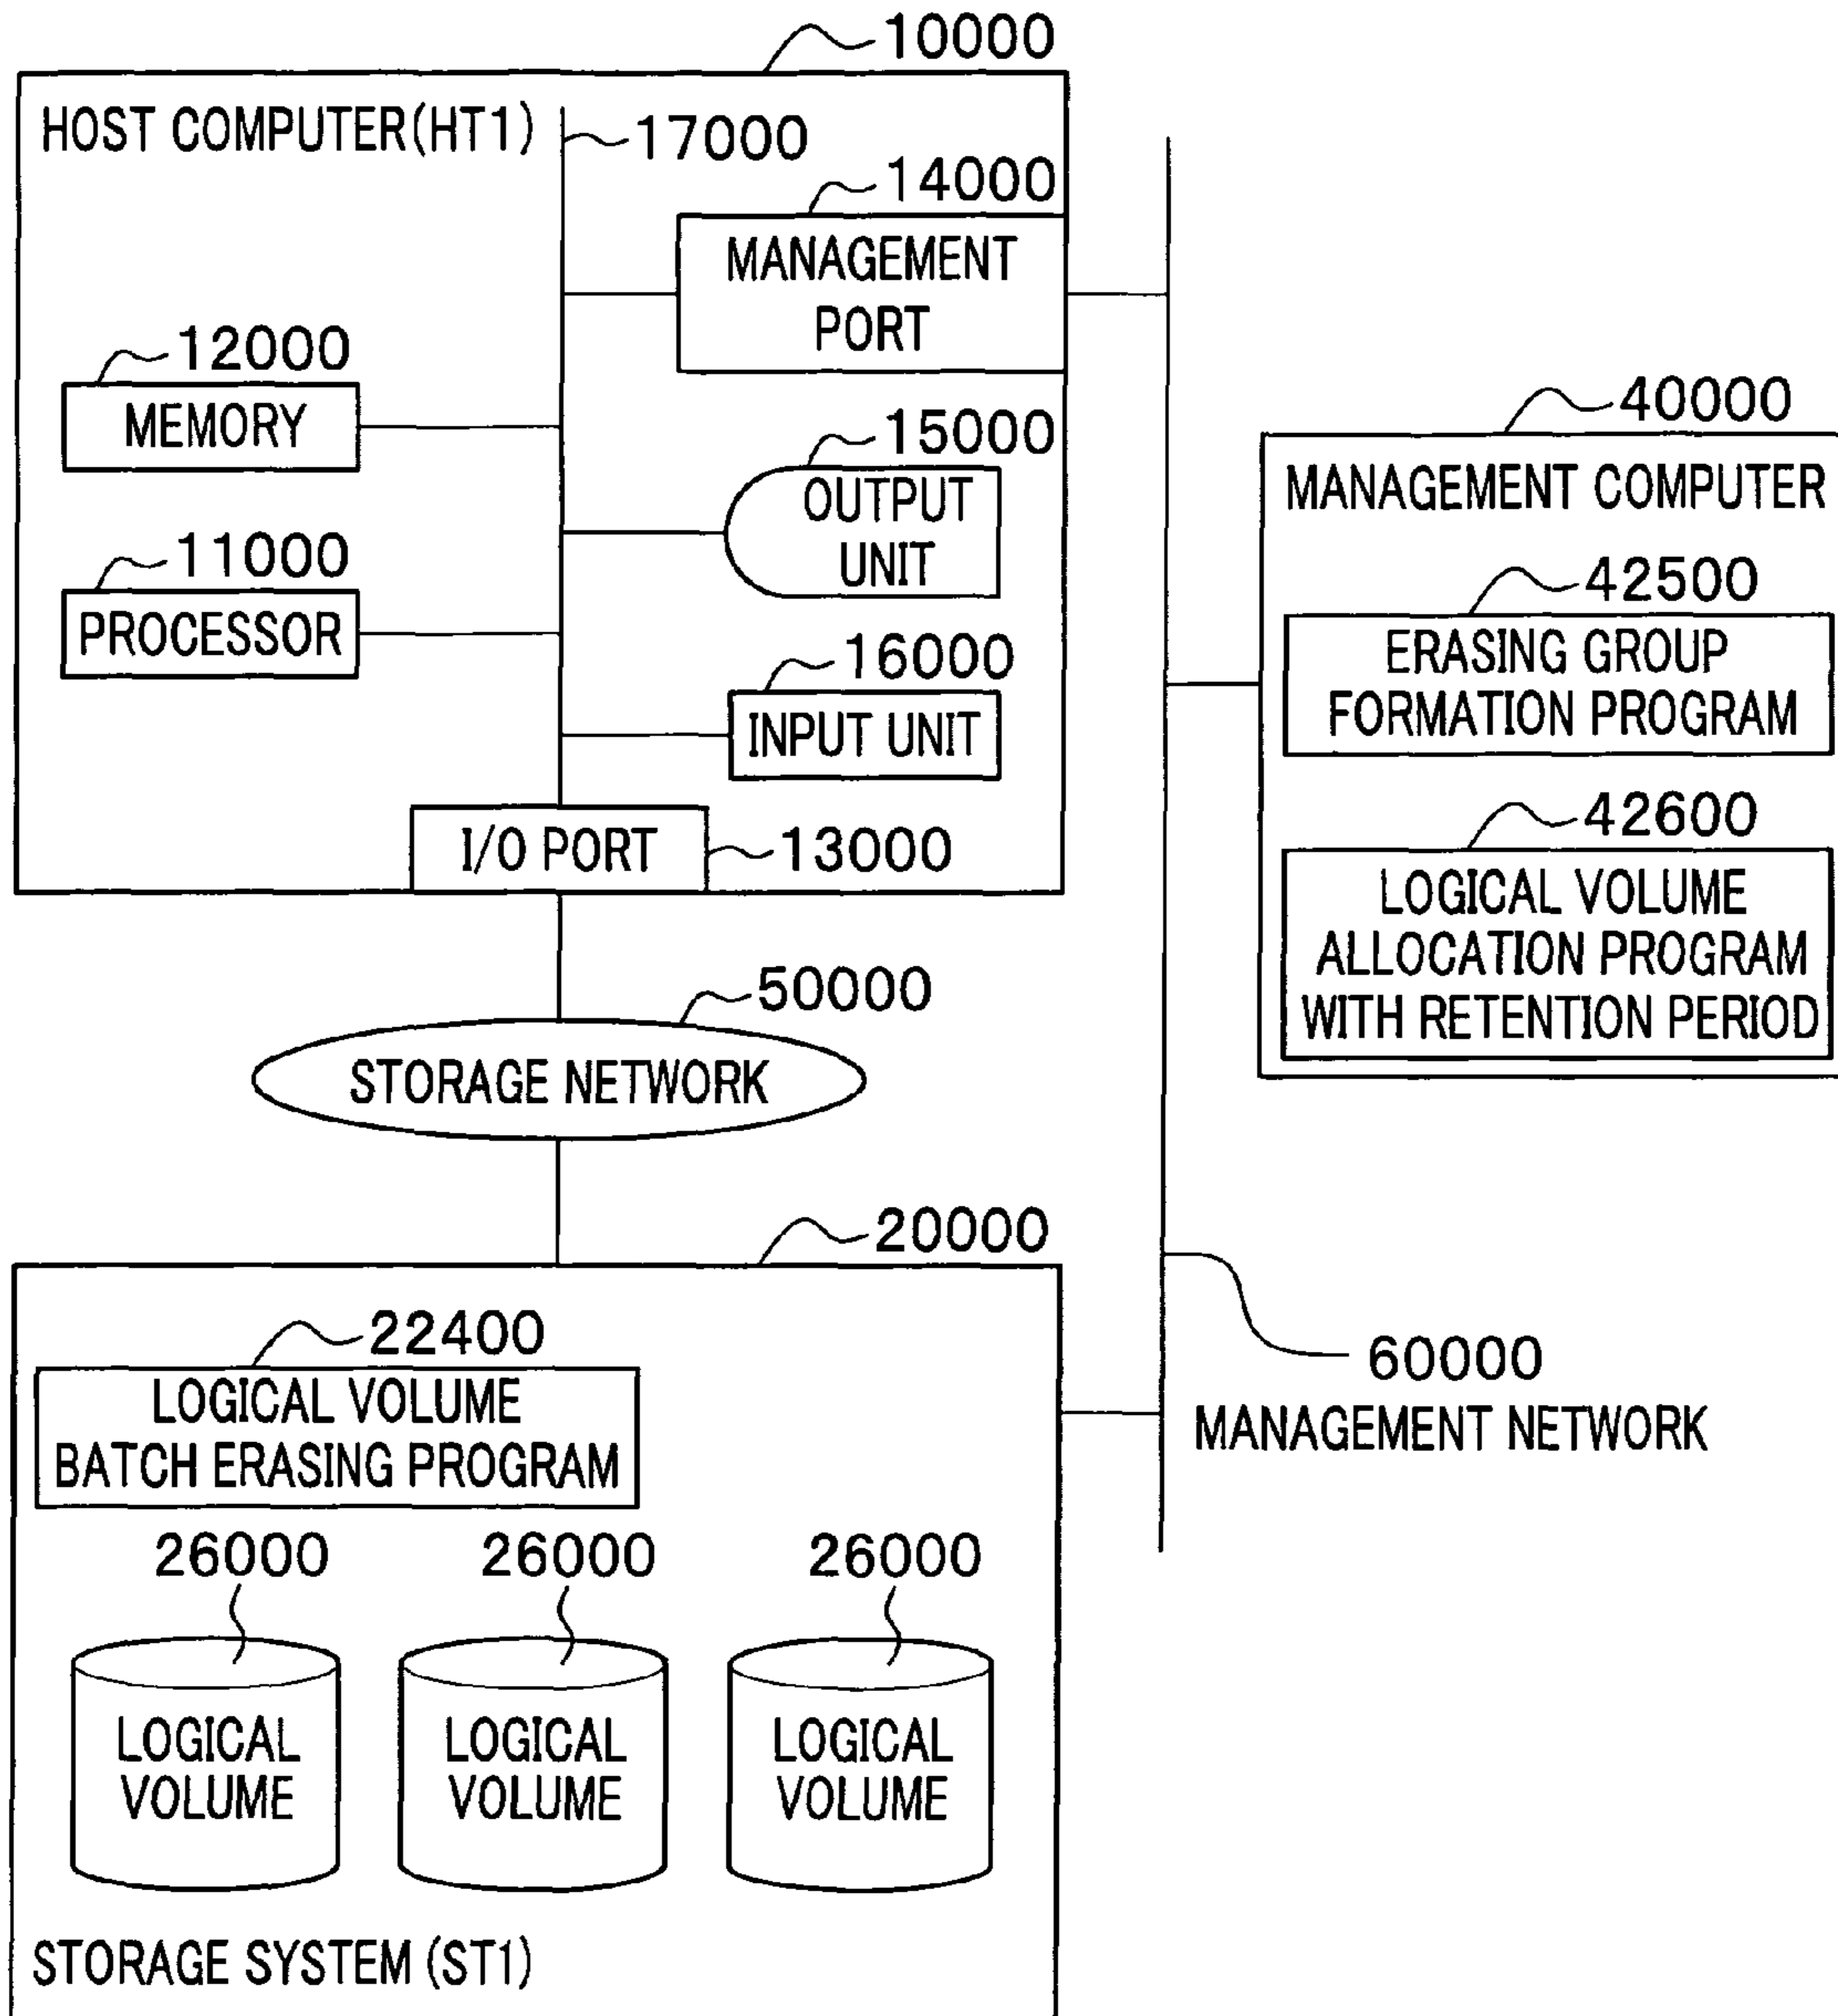 10000
HOST COMPUTER(HT1)
17000
14000
MANAGEMENT
PORT
12000
MEMORY
15000
OUTPUT
UNIT
11000
PROCESSOR
16000
INPUT UNIT
I/O PORT
13000
40000
MANAGEMENT COMPUTER
42500
ERASING GROUP
FORMATION PROGRAM
42600
LOGICAL VOLUME
ALLOCATION PROGRAM
WITH RETENTION PERIOD
50000
STORAGE NETWORK
20000
22400
LOGICAL VOLUME
BATCH ERASING PROGRAM
60000
MANAGEMENT NETWORK
26000
26000
26000
LOGICAL
VOLUME
LOGICAL
VOLUME
LOGICAL
VOLUME
STORAGE SYSTEM (ST1)